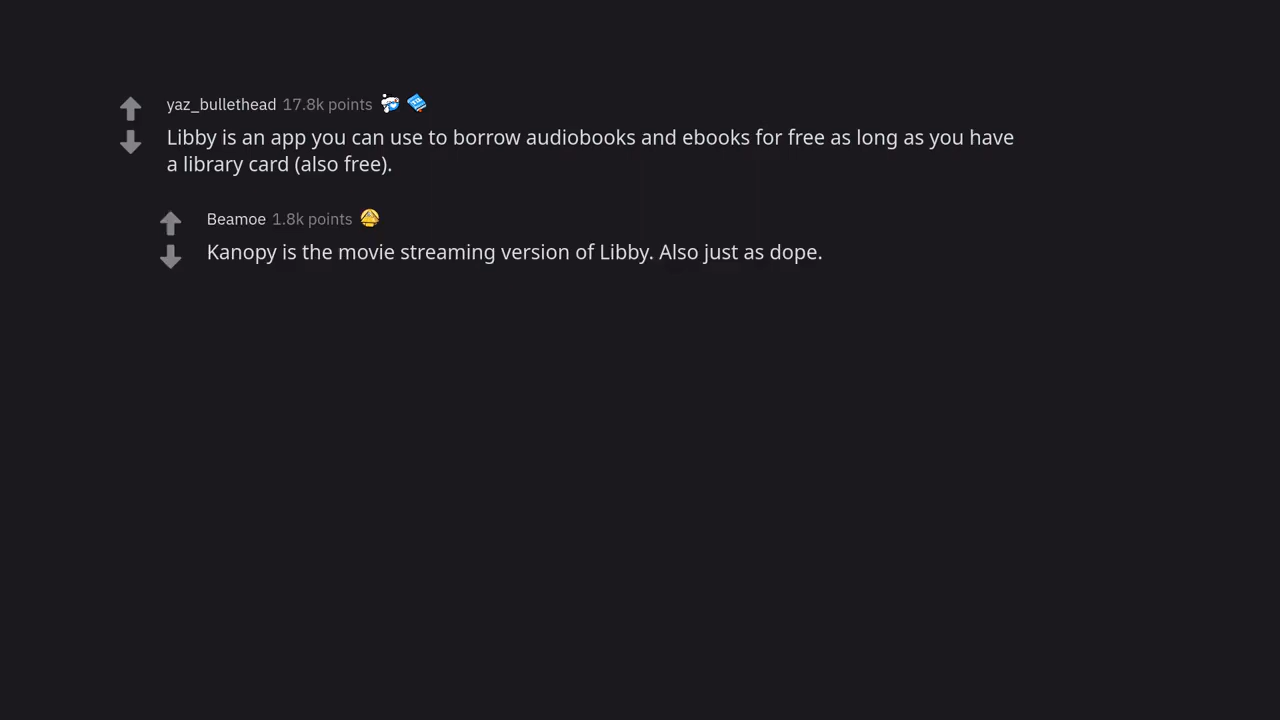 yaz_bullethead 17.8k points
Libby is an app you can use to borrow audiobooks and ebooks for free as long as you have
a library card (also free).
Beamoe 1.8k points
Kanopy is the movie streaming version of Libby. Also just as dope.